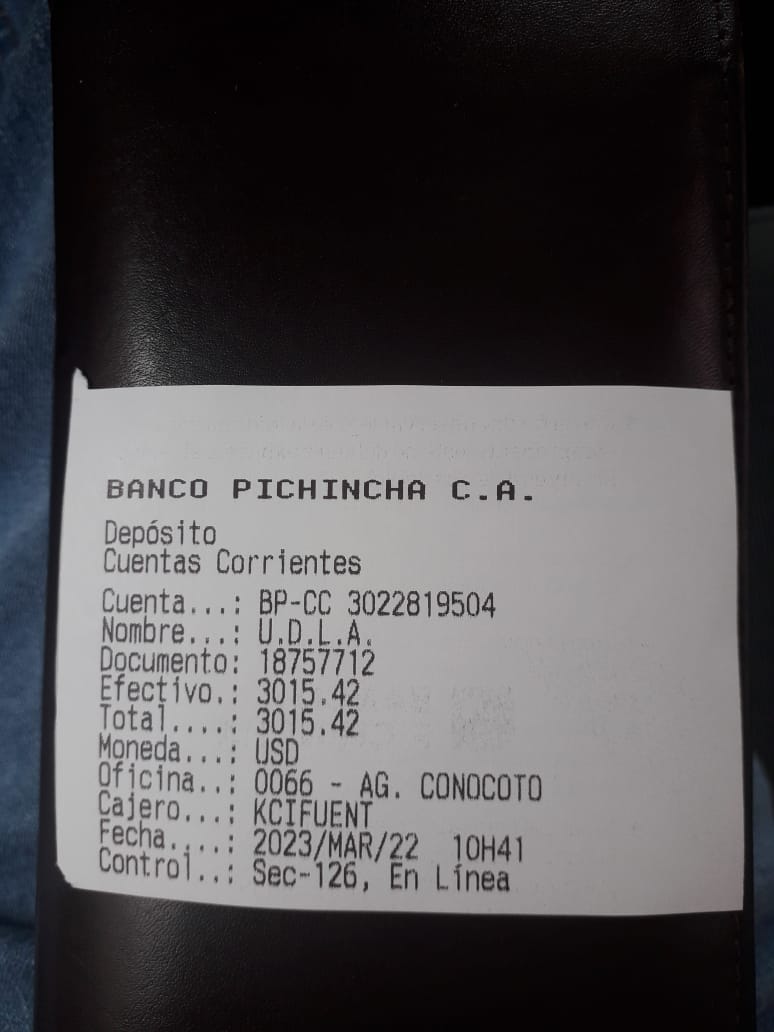 BANCO PICHINCHA C.A.
Depósito
Cuentas Corrientes
Cuenta...: BP-CC 3022819504
Nombre...: U.D.L.A.
Documento: 18757712
Efectivo.: 3015.42
Total....: 3015.42
Moneda...: USD
Oficina..: 0066 - AG. CONOCOTO
Cajero...: KCIFUENT
Fecha....: 2023/MAR/22 10H41
Control..: Sec-126, En Línea